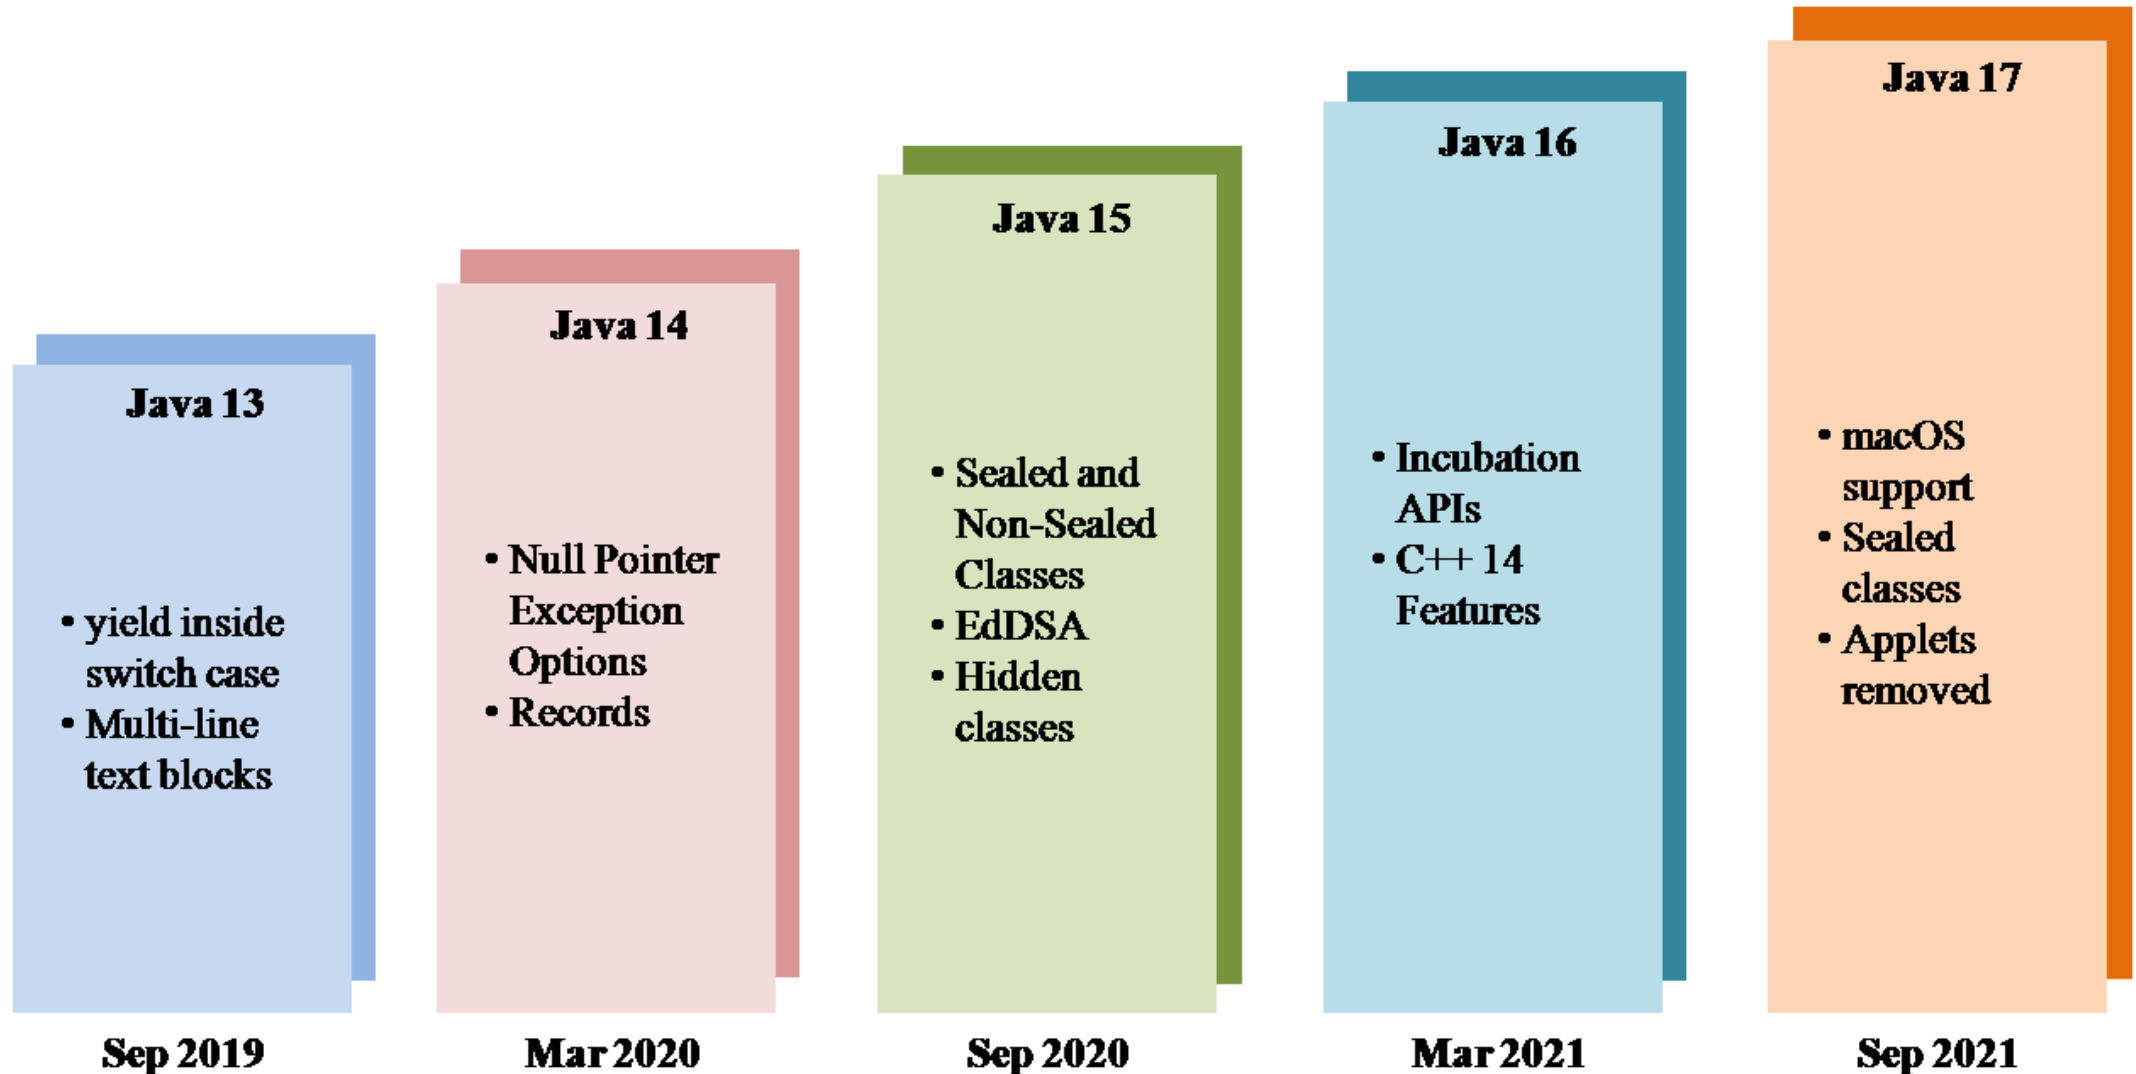 Java 13
• yield inside
switch case
• Multi-line
text blocks
Sep 2019
Java 14
• Null Pointer
Exception
Options
• Records
Mar 2020
Java 15
• Sealed and
Non-Sealed
Classes
• EdDSA
• Hidden
classes
Sep 2020
Java 16
• Incubation
APIs
• C++ 14
Features
Mar 2021
Java 17
• macOS
support
• Sealed
classes
• Applets
removed
Sep 2021